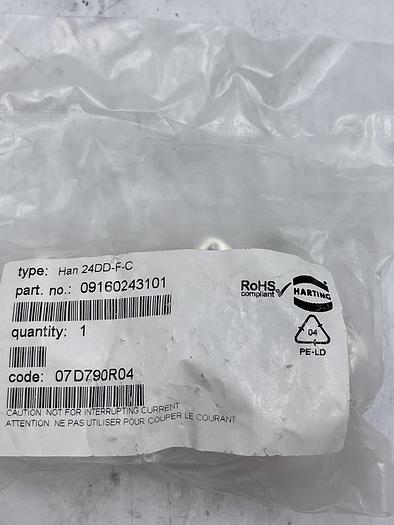 type: Han 24DD-F-C
part. no.: 09160243101
RoHS
compliant
HARTING
quantity: 1
04
PE-LD
code: 07D790R04
CAUTION: NOT FOR INTERRUPTING CURRENT
ATTENTION: NE PAS UTILISER POUR COUPER LE COURANT